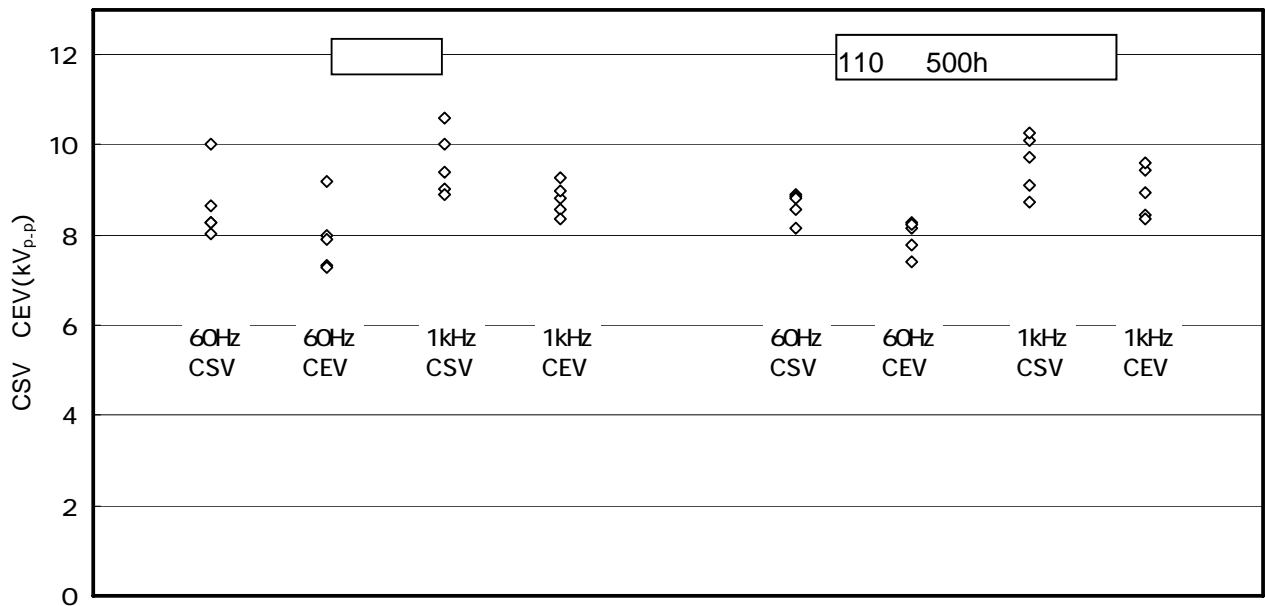 12
110 500h
10
8
6
4
2
0
CSV CEV(kVp-p)
60Hz
CSV
60Hz
CEV
1kHz
CSV
1kHz
CEV
60Hz
CSV
60Hz
CEV
1kHz
CSV
1kHz
CEV